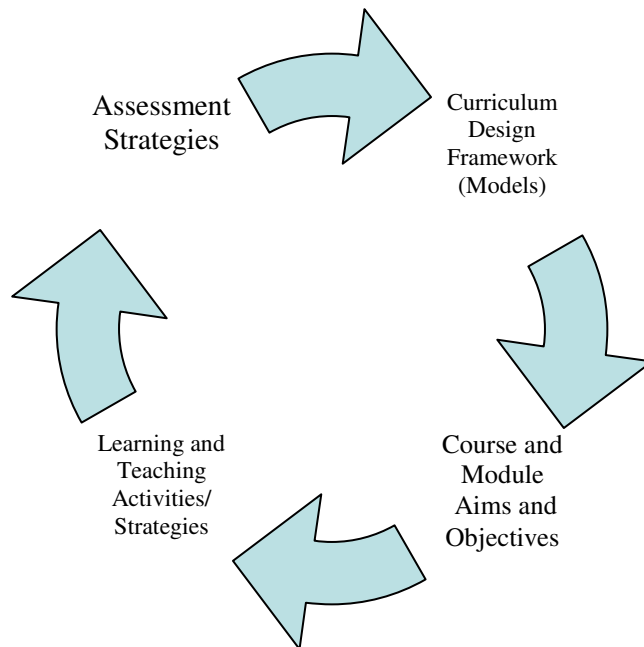 Assessment
Strategies
Curriculum
Design
Framework
(Models)
Course and
Module
Aims and
Objectives
Learning and
Teaching
Activities/
Strategies